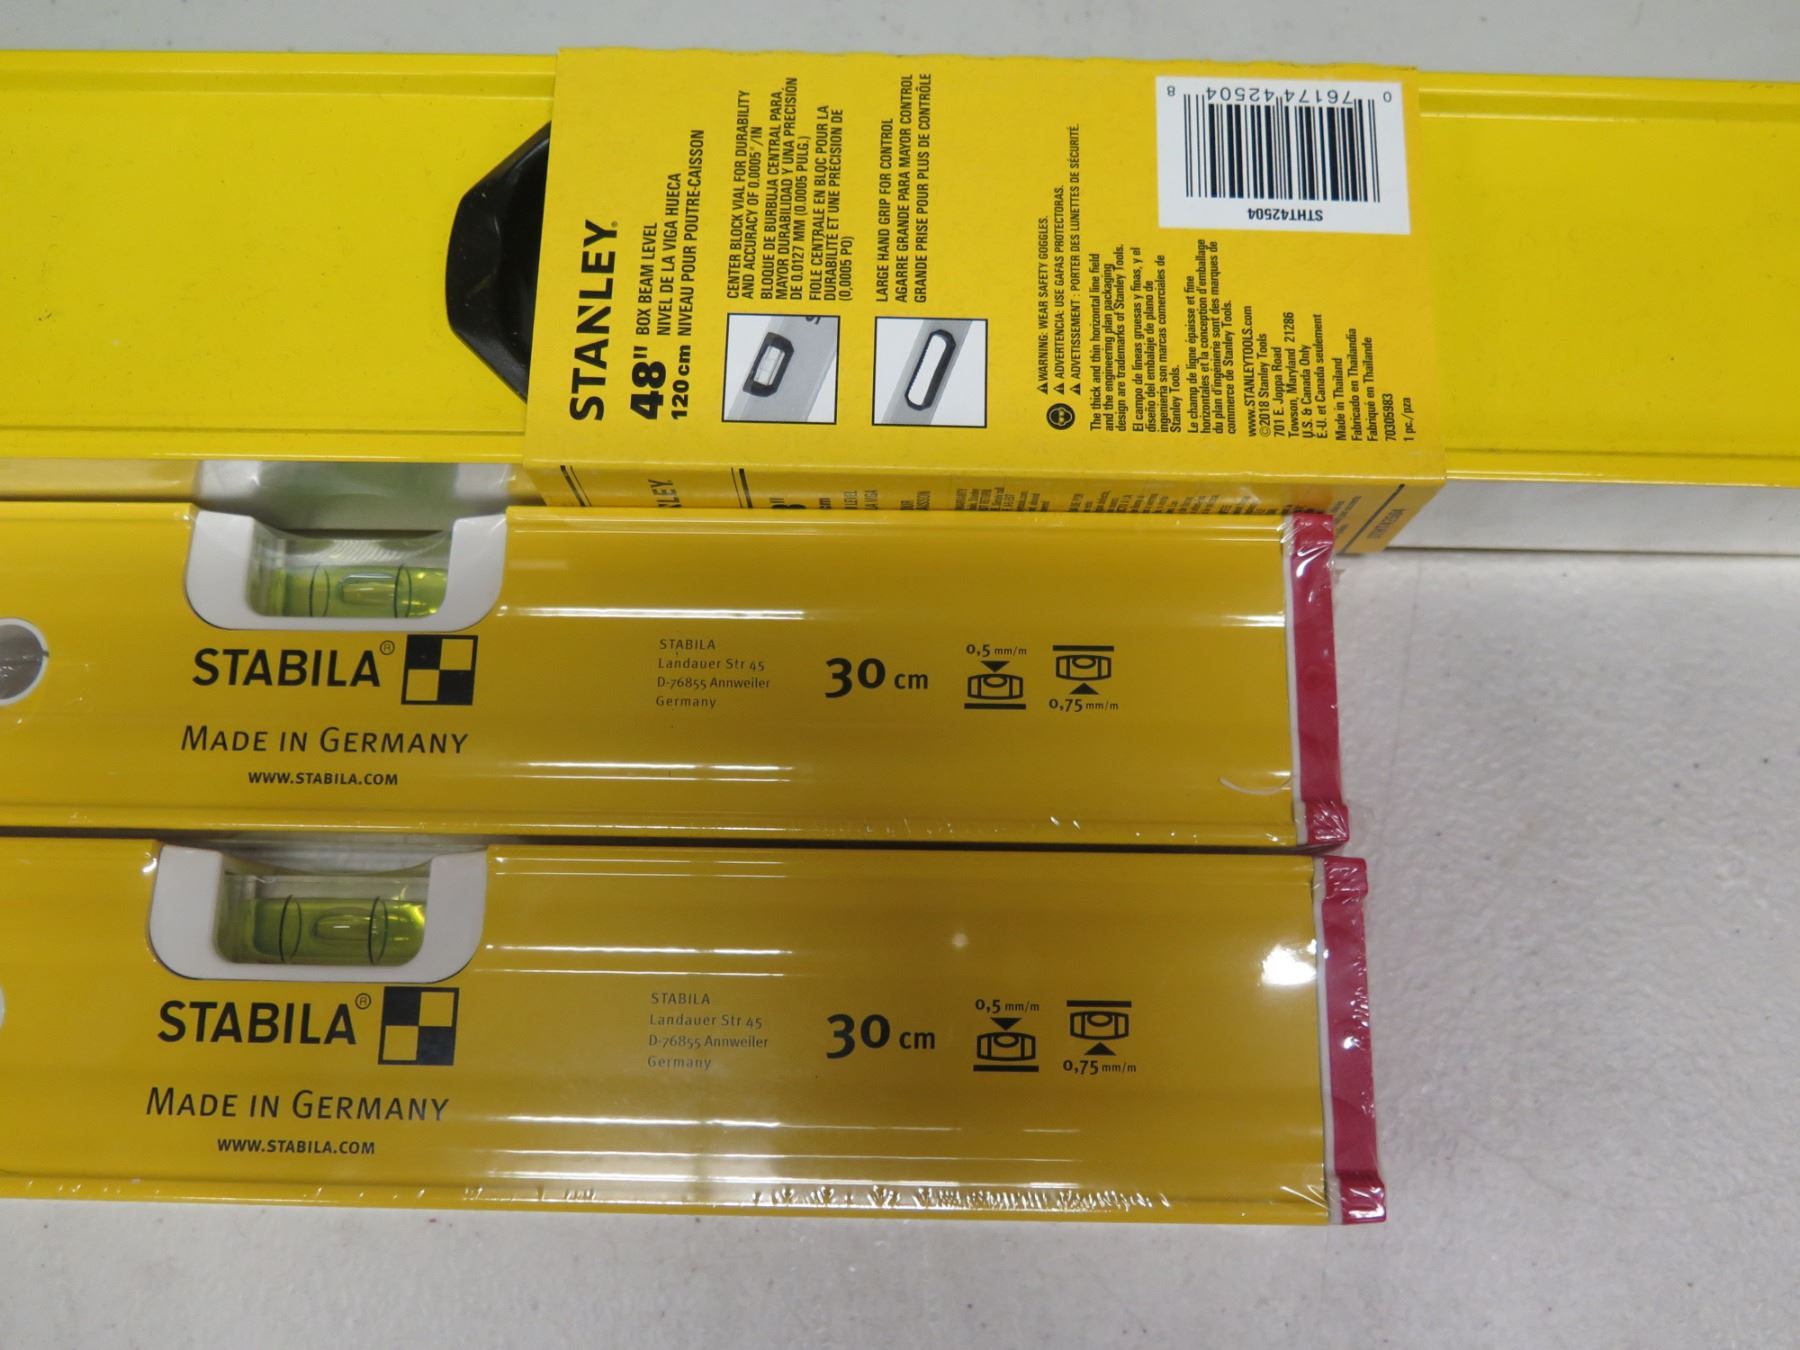 STANLEY®
48" BOX BEAM LEVEL
NIVEL DE LA VIGA HUECA
120 cm NIVEAU POUR POUTRE-CAISSON
CENTER BLOCK VIAL FOR DURABILITY
AND ACCURACY OF 0.0005"/IN
BLOQUE DE BURBUJA CENTRAL PARA,
MAYOR DURABILIDAD Y UNA PRECISIÓN
DE 0.0127 MM (0.0005 PULG.)
FIOLE CENTRALE EN BLOC POUR LA
DURABILITÉ ET UNE PRÉCISION DE
(0,0005 PO)
LARGE HAND GRIP FOR CONTROL
AGARRE GRANDE PARA MAYOR CONTROL
GRANDE PRISE POUR PLUS DE CONTRÔLE
WARNING: WEAR SAFETY GOGGLES.
ADVERTENCIA: USE GAFAS PROTECTORAS.
ADVETISSEMENT : PORTER DES LUNETTES DE SÉCURITÉ.
The thick and thin horizontal line field
and the engineering plan packaging
design are trademarks of Stanley Tools.
El campo de líneas gruesas y finas, y el
diseño del embalaje de plano de
ingeniería son marcas comerciales de
Stanley Tools.
Le champ de ligne épaisse et fine
horizontales et la conception d'emballage
du plan d'ingénierie sont des marques de
commerce de Stanley Tools.
www.STANLEYTOOLS.com
©2018 Stanley Tools
701 E. Joppa Road
Towson, Maryland 21286
U.S. & Canada Only
É.-U. et Canada seulement
Made in Thailand
Fabricado en Thailandia
Fabriqué en Thaïlande
70305983
1 pc./pza
STHT42504
0 76174 42504 8
LEY.
STABILA®
MADE IN GERMANY
WWW.STABILA.COM
STABILA
Landauer Str 45
D-76855 Annweiler
Germany
30 cm
0,5 mm/m
0,75 mm/m
STABILA®
MADE IN GERMANY
WWW.STABILA.COM
STABILA
Landauer Str 45
D-76855 Annweiler
Germany
30 cm
0,5 mm/m
0,75 mm/m